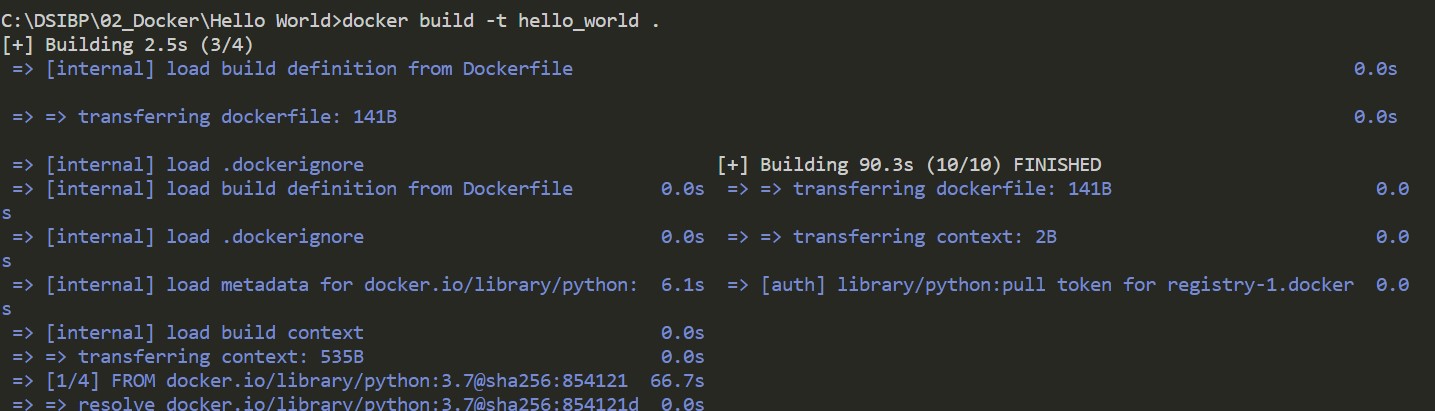 C:\DSIBP\02_Docker\Hello World>docker build -t hello_world .
[+] Building 2.5s (3/4)
=> [internal] load build definition from Dockerfile 0.0s
=> => transferring dockerfile: 141B 0.0s
=> [internal] load .dockerignore [+] Building 90.3s (10/10) FINISHED
=> [internal] load build definition from Dockerfile 0.0s => => transferring dockerfile: 141B 0.0
s
=> [internal] load .dockerignore 0.0s => => transferring context: 2B 0.0
s
=> [internal] load metadata for docker.io/library/python: 6.1s => [auth] library/python:pull token for registry-1.docker 0.0
s
=> [internal] load build context 0.0s
=> => transferring context: 535B 0.0s
=> [1/4] FROM docker.io/library/python:3.7@sha256:854121 66.7s
=> => resolve docker.io/library/python:3.7@sha256:854121d 0.0s